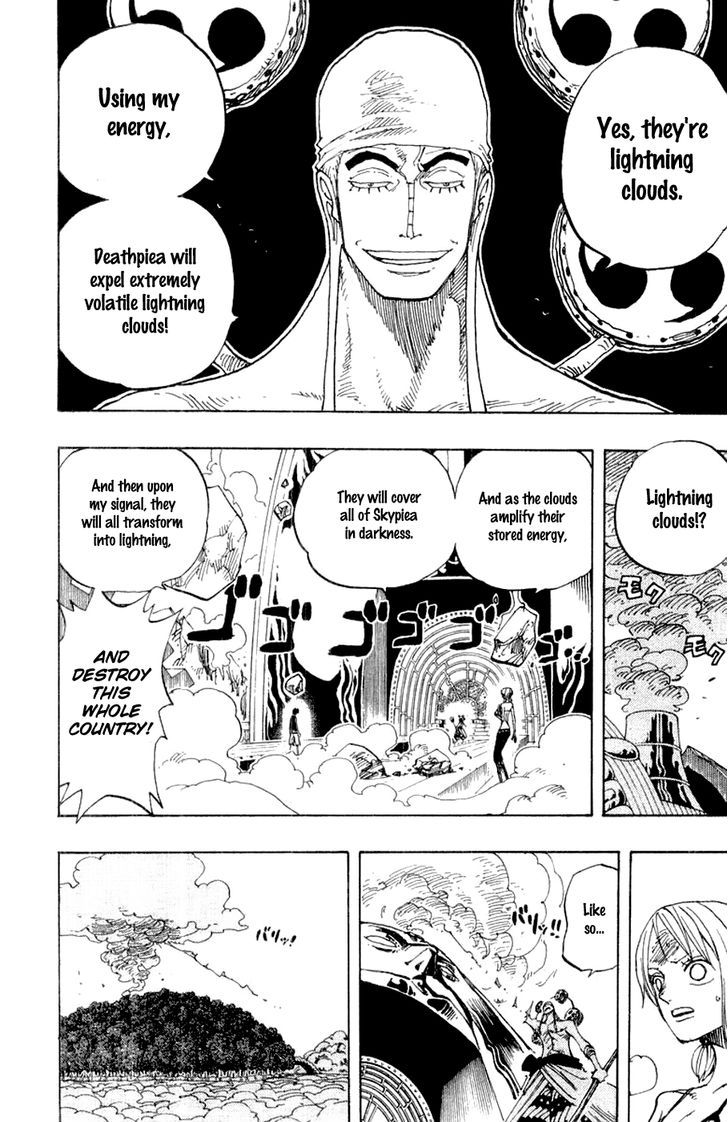 Yes, they're
lightning
clouds.
Using my
energy,
Deathpiea will
expel extremely
volatile lightning
clouds!
Lightning
clouds!?
モク
モク
And as the clouds
amplify their
stored energy,
They will cover
all of Skypiea
in darkness.
And then upon
my signal, they
will all transform
into lightning,
AND
DESTROY
THIS
WHOLE
COUNTRY!
ゴゴゴゴゴゴ
Like
so...
バリッ!
バリッ!